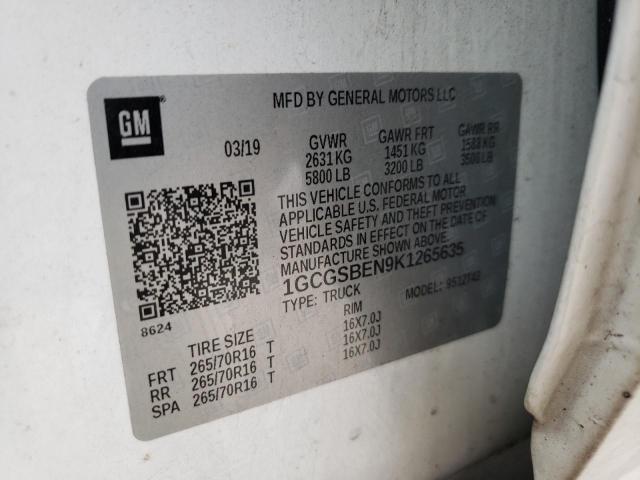 GM
MFD BY GENERAL MOTORS LLC
03/19 GVWR GAWR FRT GAWR RR
2631 KG 1451 KG 1588 KG
5800 LB 3200 LB 3500 LB
THIS VEHICLE CONFORMS TO ALL
APPLICABLE U.S. FEDERAL MOTOR
VEHICLE SAFETY AND THEFT PREVENTION
STANDARDS IN EFFECT ON THE DATE OF
MANUFACTURE SHOWN ABOVE.
1GCGSBEN9K1265635
TYPE: TRUCK MODEL:
8624
TIRE SIZE RIM
FRT 265/70R16 T 16X7.0J
RR 265/70R16 T 16X7.0J
SPA 265/70R16 T 16X7.0J